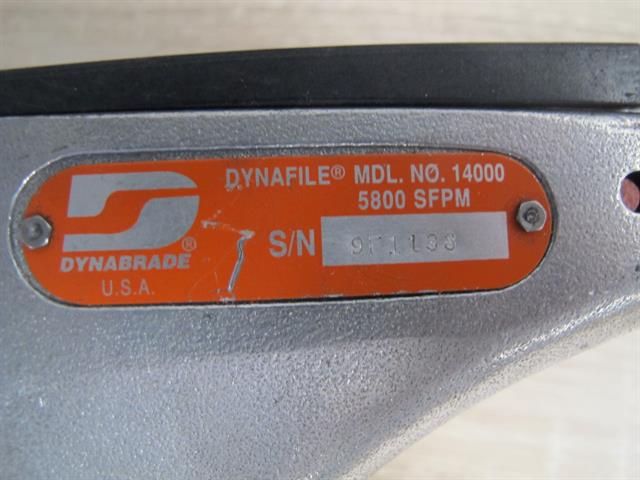 DYNAFILE® MDL. NO. 14000
5800 SFPM
S/N
DYNABRADE®
U.S.A.